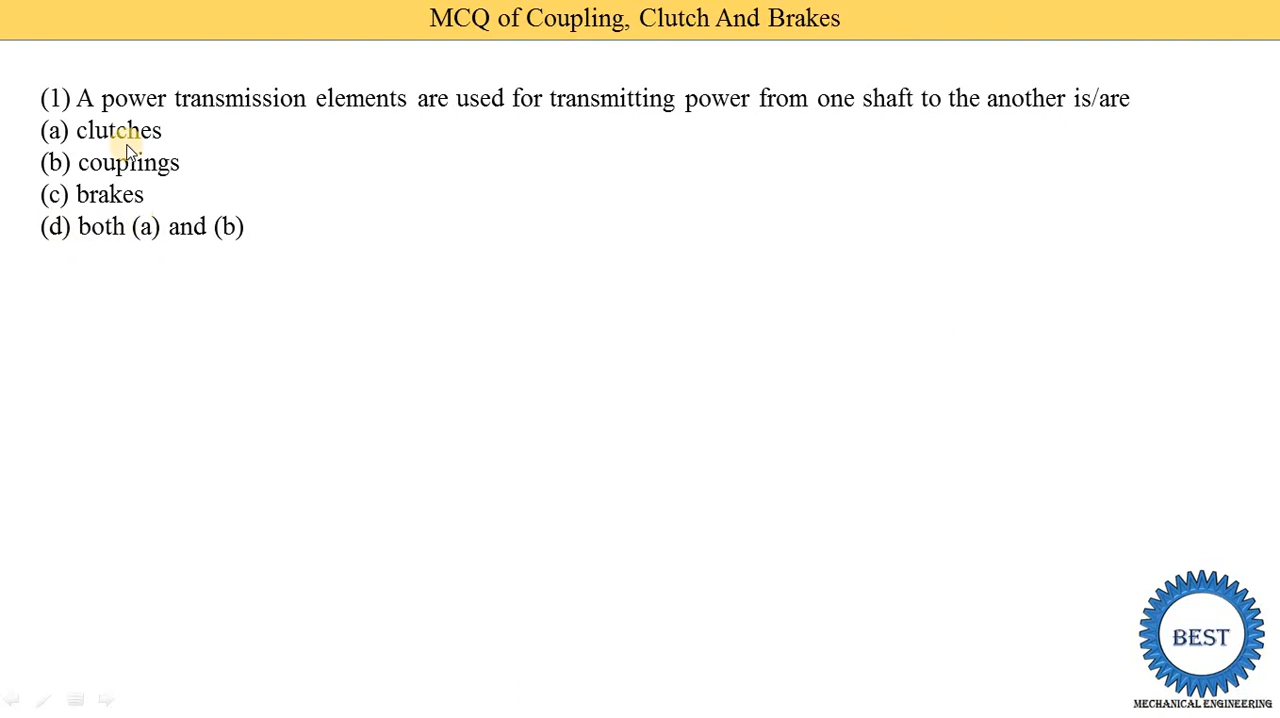 MCQ of Coupling, Clutch And Brakes
(1) A power transmission elements are used for transmitting power from one shaft to the another is/are
(a) clutches
(b) couplings
(c) brakes
(d) both (a) and (b)
BEST
MECHANICAL ENGINEERING